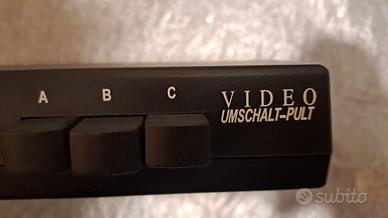 A B C
VIDEO
UMSCHALT-PULT
subito